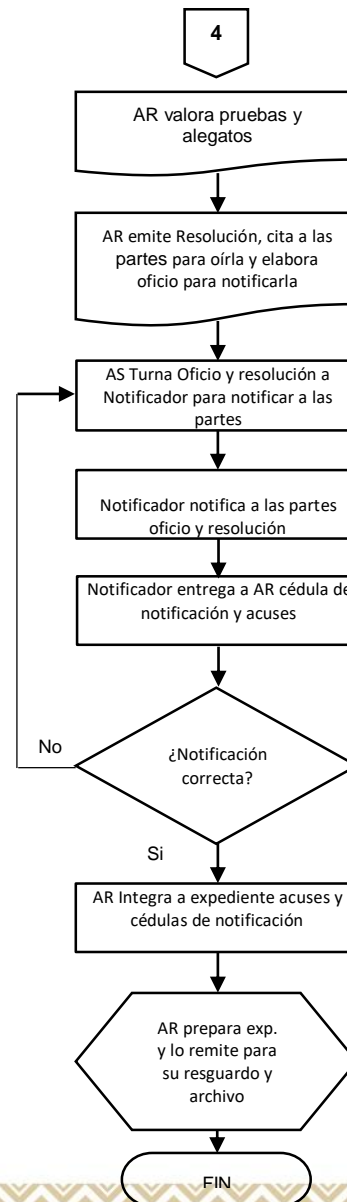 4
AR valora pruebas y
alegatos
AR emite Resolución, cita a las
partes para oírla y elabora
oficio para notificarla
AS Turna Oficio y resolución a
Notificador para notificar a las
partes
Notificador notifica a las partes
oficio y resolución
Notificador entrega a AR cédula de
notificación y acuses
No
¿Notificación
correcta?
Si
AR Integra a expediente acuses y
cédulas de notificación
AR prepara exp.
y lo remite para
su resguardo y
archivo
FIN